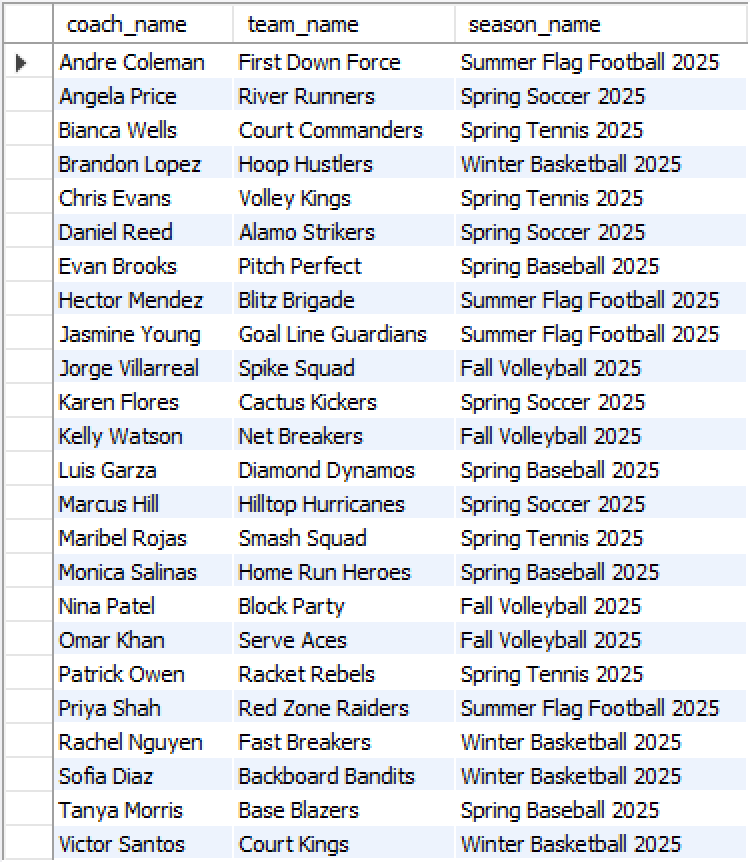 coach_name team_name season_name
Andre Coleman First Down Force Summer Flag Football 2025
Angela Price River Runners Spring Soccer 2025
Bianca Wells Court Commanders Spring Tennis 2025
Brandon Lopez Hoop Hustlers Winter Basketball 2025
Chris Evans Volley Kings Spring Tennis 2025
Daniel Reed Alamo Strikers Spring Soccer 2025
Evan Brooks Pitch Perfect Spring Baseball 2025
Hector Mendez Blitz Brigade Summer Flag Football 2025
Jasmine Young Goal Line Guardians Summer Flag Football 2025
Jorge Villarreal Spike Squad Fall Volleyball 2025
Karen Flores Cactus Kickers Spring Soccer 2025
Kelly Watson Net Breakers Fall Volleyball 2025
Luis Garza Diamond Dynamos Spring Baseball 2025
Marcus Hill Hilltop Hurricanes Spring Soccer 2025
Maribel Rojas Smash Squad Spring Tennis 2025
Monica Salinas Home Run Heroes Spring Baseball 2025
Nina Patel Block Party Fall Volleyball 2025
Omar Khan Serve Aces Fall Volleyball 2025
Patrick Owen Racket Rebels Spring Tennis 2025
Priya Shah Red Zone Raiders Summer Flag Football 2025
Rachel Nguyen Fast Breakers Winter Basketball 2025
Sofia Diaz Backboard Bandits Winter Basketball 2025
Tanya Morris Base Blazers Spring Baseball 2025
Victor Santos Court Kings Winter Basketball 2025